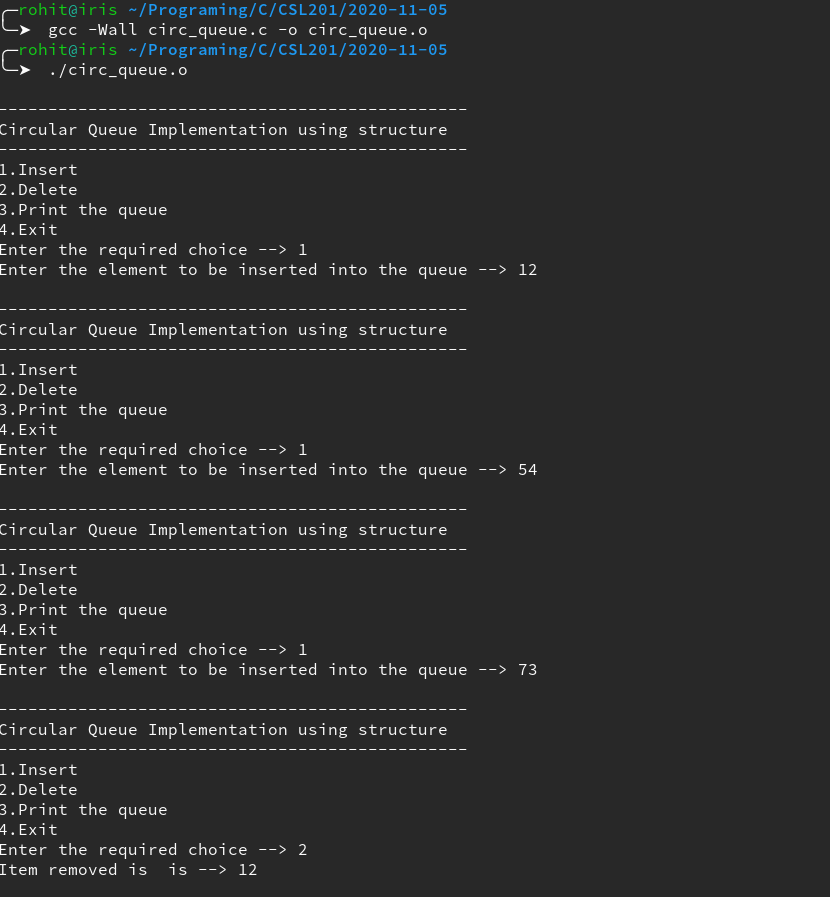 rohit@iris ~/Programing/C/CSL201/2020-11-05
gcc -Wall circ_queue.c -o circ_queue.o
rohit@iris ~/Programing/C/CSL201/2020-11-05
./circ_queue.o
-----------------------------------------------
Circular Queue Implementation using structure
-----------------------------------------------
1.Insert
2.Delete
3.Print the queue
4.Exit
Enter the required choice --> 1
Enter the element to be inserted into the queue --> 12
-----------------------------------------------
Circular Queue Implementation using structure
-----------------------------------------------
1.Insert
2.Delete
3.Print the queue
4.Exit
Enter the required choice --> 1
Enter the element to be inserted into the queue --> 54
-----------------------------------------------
Circular Queue Implementation using structure
-----------------------------------------------
1.Insert
2.Delete
3.Print the queue
4.Exit
Enter the required choice --> 1
Enter the element to be inserted into the queue --> 73
-----------------------------------------------
Circular Queue Implementation using structure
-----------------------------------------------
1.Insert
2.Delete
3.Print the queue
4.Exit
Enter the required choice --> 2
Item removed is  is --> 12